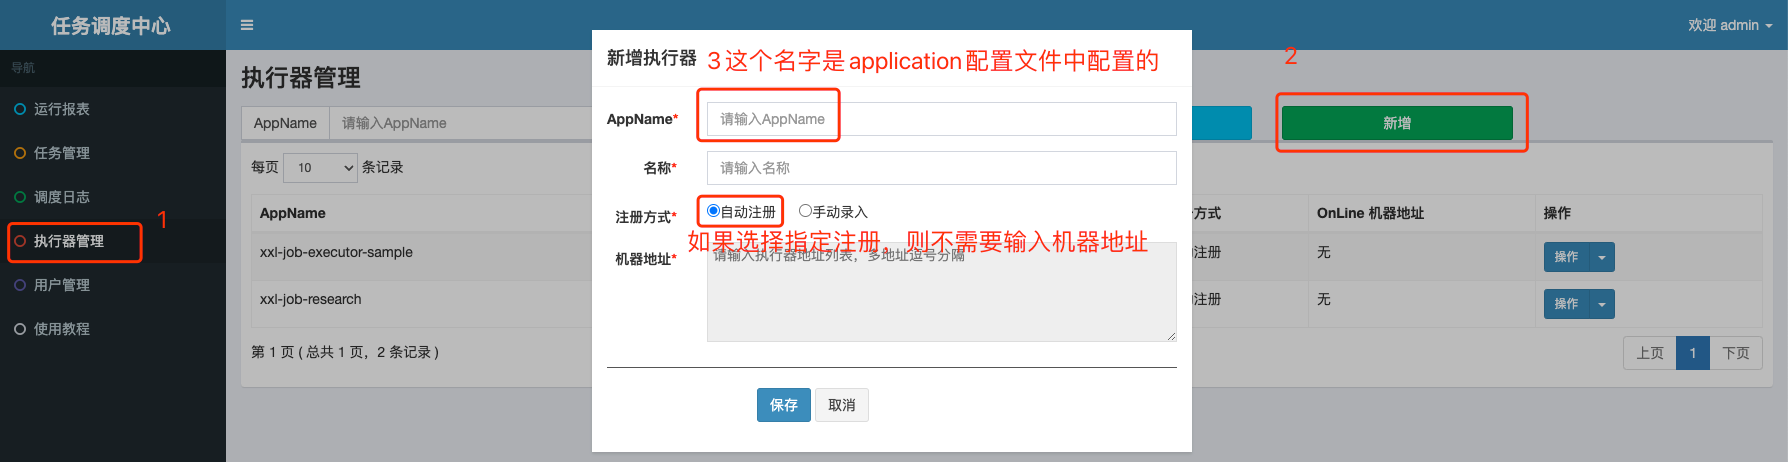 任务调度中心
欢迎 admin
导航
运行报表
任务管理
调度日志
执行器管理
1
用户管理
使用教程
执行器管理
AppName 请输入AppName
2
新增
每页 10 条记录
AppName
方式 OnLine 机器地址 操作
xxl-job-executor-sample
注册 无 操作
xxl-job-research
注册 无 操作
第 1 页 ( 总共 1 页，2 条记录 )
上页 1 下页
新增执行器 3这个名字是application配置文件中配置的
AppName* 请输入AppName
名称* 请输入名称
注册方式* 自动注册 手动录入
如果选择指定注册，则不需要输入机器地址
机器地址* 请输入执行器地址列表，多地址逗号分隔
保存 取消